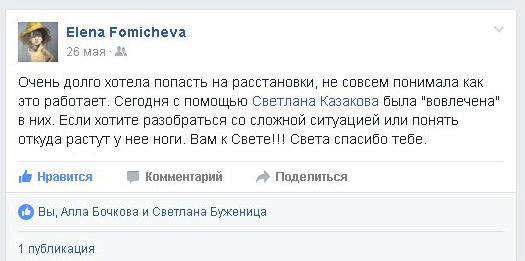 Elena Fomicheva
26 мая ·
Очень долго хотела попасть на расстановки, не совсем понимала как
это работает. Сегодня с помощью Светлана Казакова была "вовлечена"
в них. Если хотите разобраться со сложной ситуацией или понять
откуда растут у нее ноги. Вам к Свете!!! Света спасибо тебе.
Нравится Комментарий Поделиться
Вы, Алла Бочкова и Светлана Буженица
1 публикация